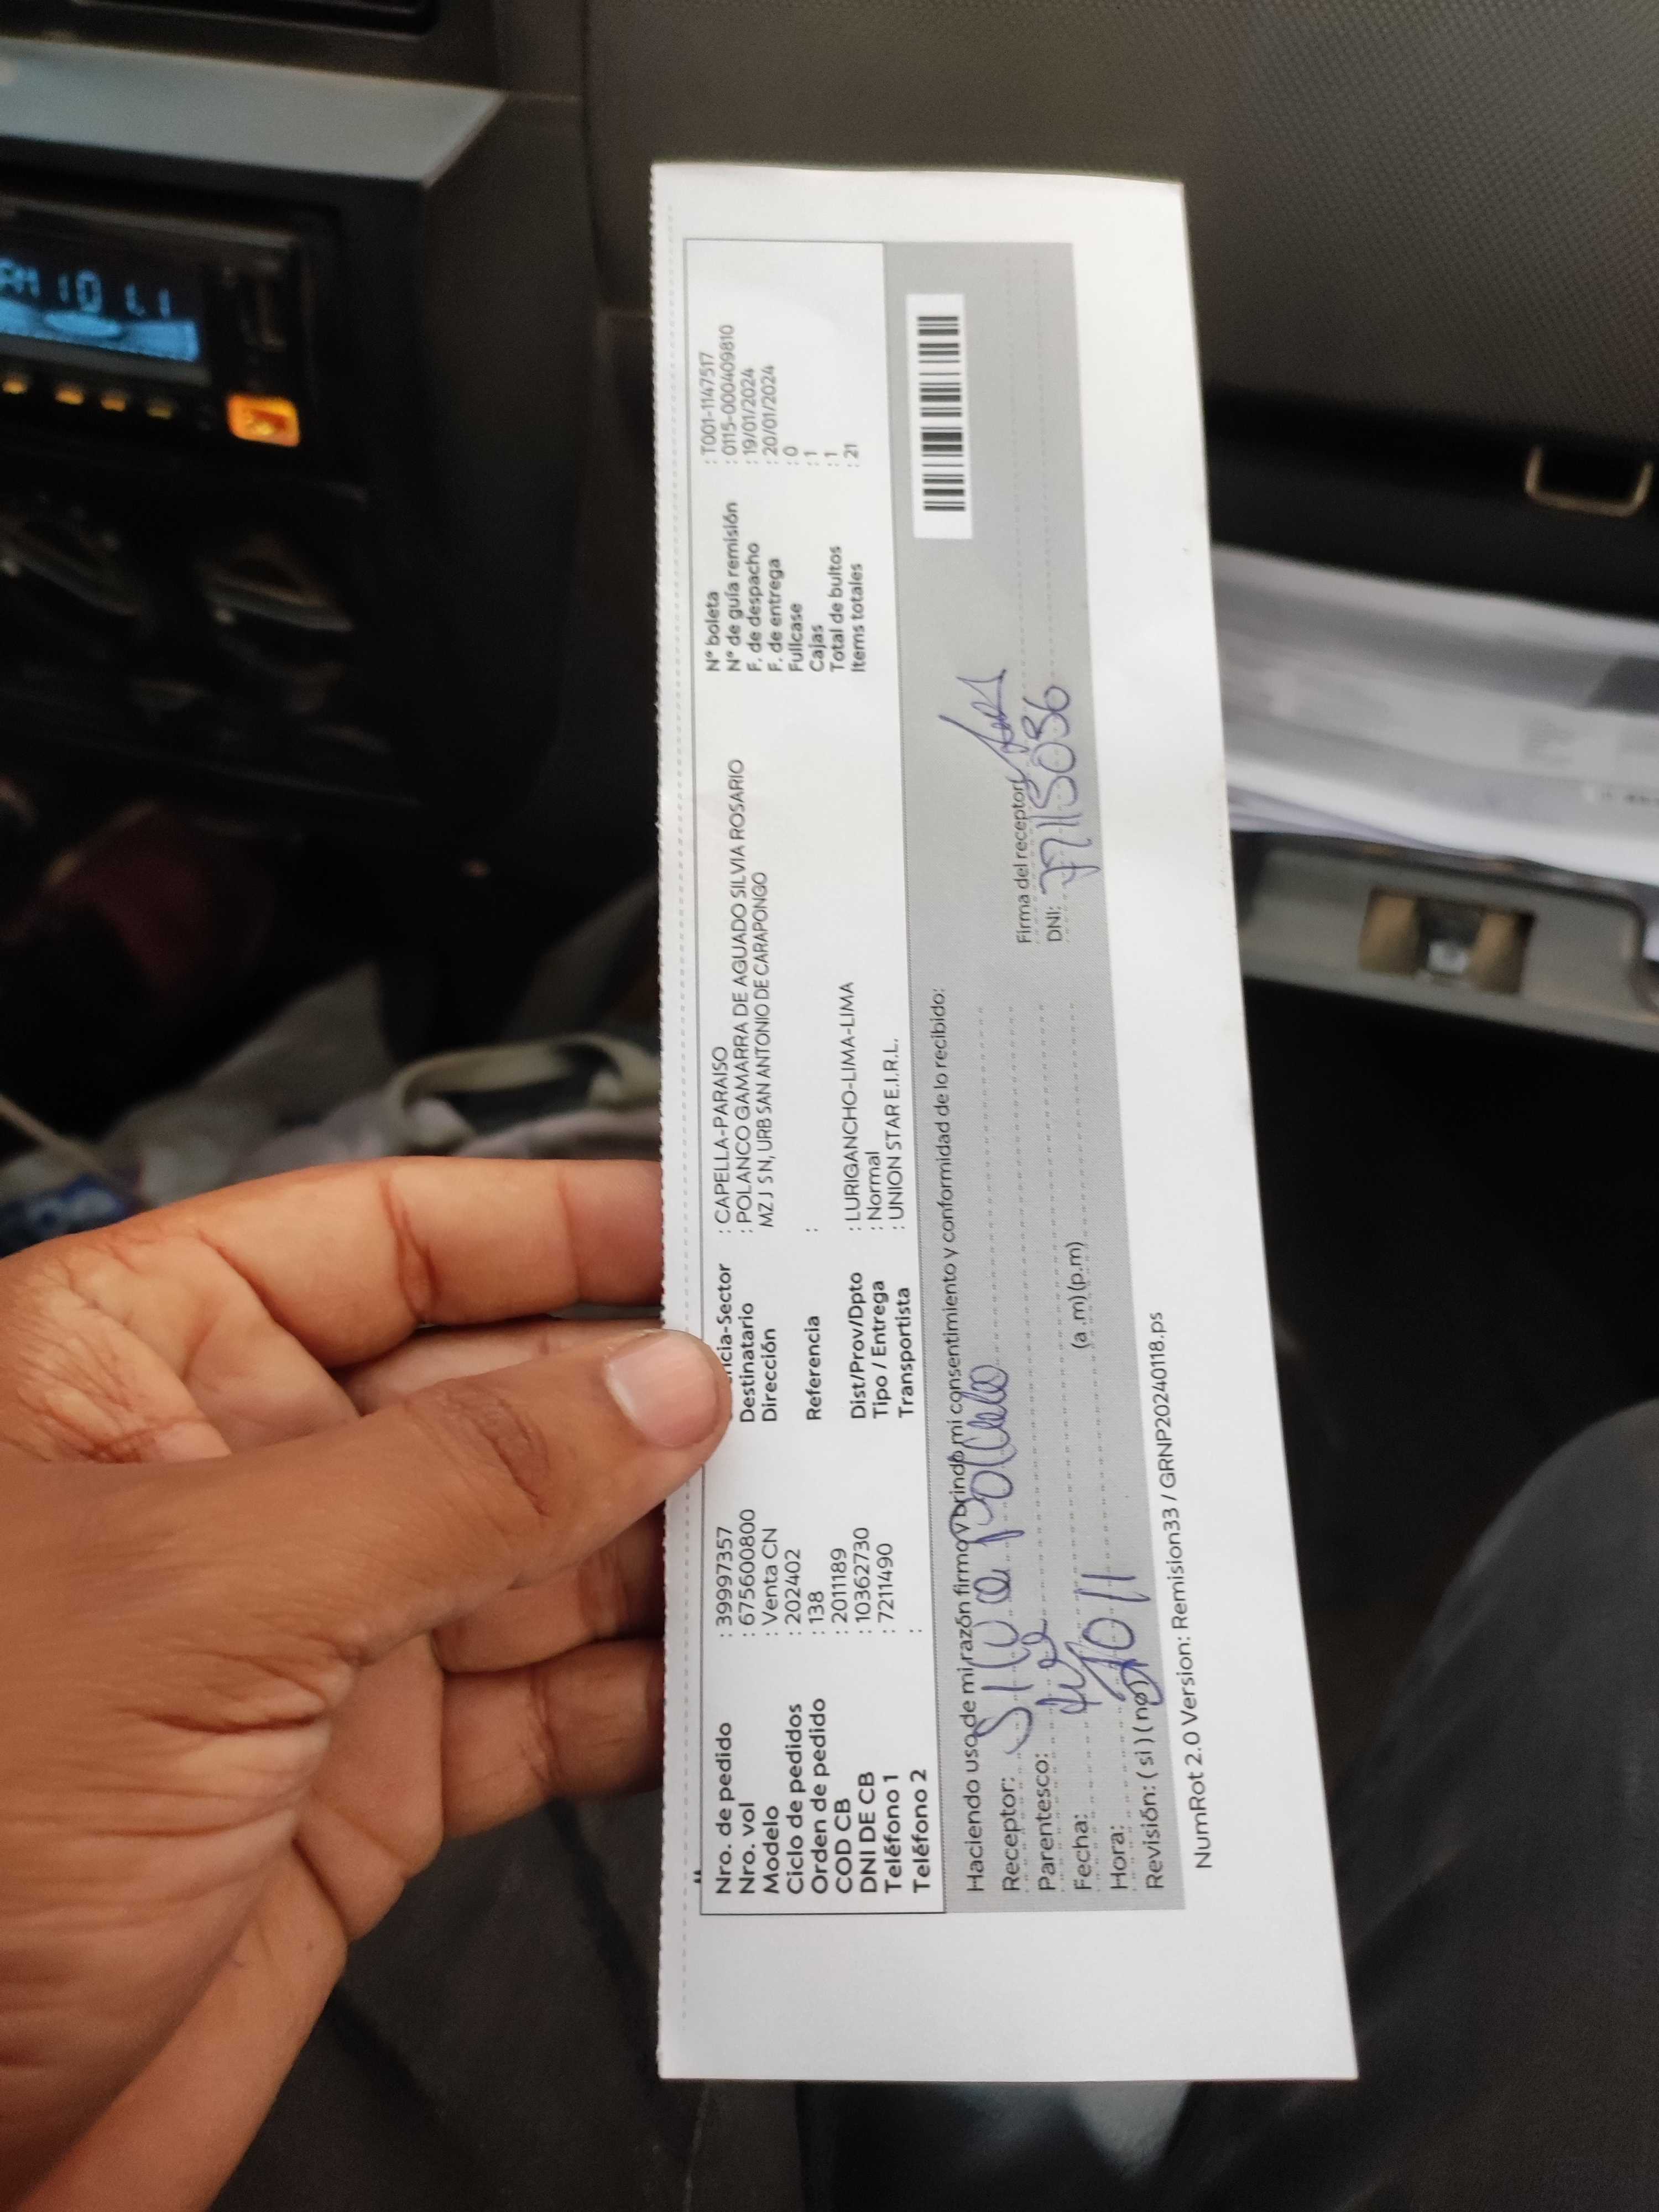 Nro. de pedido : 39997357
Nro. vol : 675600800
Modelo : Venta CN
Ciclo de pedidos : 202402
Orden de pedido : 138
COD CB : 2011189
DNI DE CB : 10362730
Teléfono 1 : 7211490
Teléfono 2 :
ncia-Sector : CAPELLA-PARAISO
Destinatario : POLANCO GAMARRA DE AGUADO SILVIA ROSARIO
Dirección MZ J S N, URB SAN ANTONIO DE CARAPONGO
Referencia :
Dist/Prov/Dpto : LURIGANCHO-LIMA-LIMA
Tipo / Entrega : Normal
Transportista : UNION STAR E.I.R.L.
N° boleta : T001-1147517
N° de guía remisión : 0115-0000409810
F. de despacho : 19/01/2024
F. de entrega : 20/01/2024
Fullcase : 0
Cajas : 1
Total de bultos : 1
Items totales : 21
Haciendo uso de mi razón firmo y brindo mi consentimiento y conformidad de lo recibido:
Receptor:
Parentesco:
Fecha:
Hora: (a .m) (p.m)
Revisión: ( si ) ( no )
Firma del receptor:
DNI:
NumRot 2.0 Version: Remision33 / GRNP20240118.ps